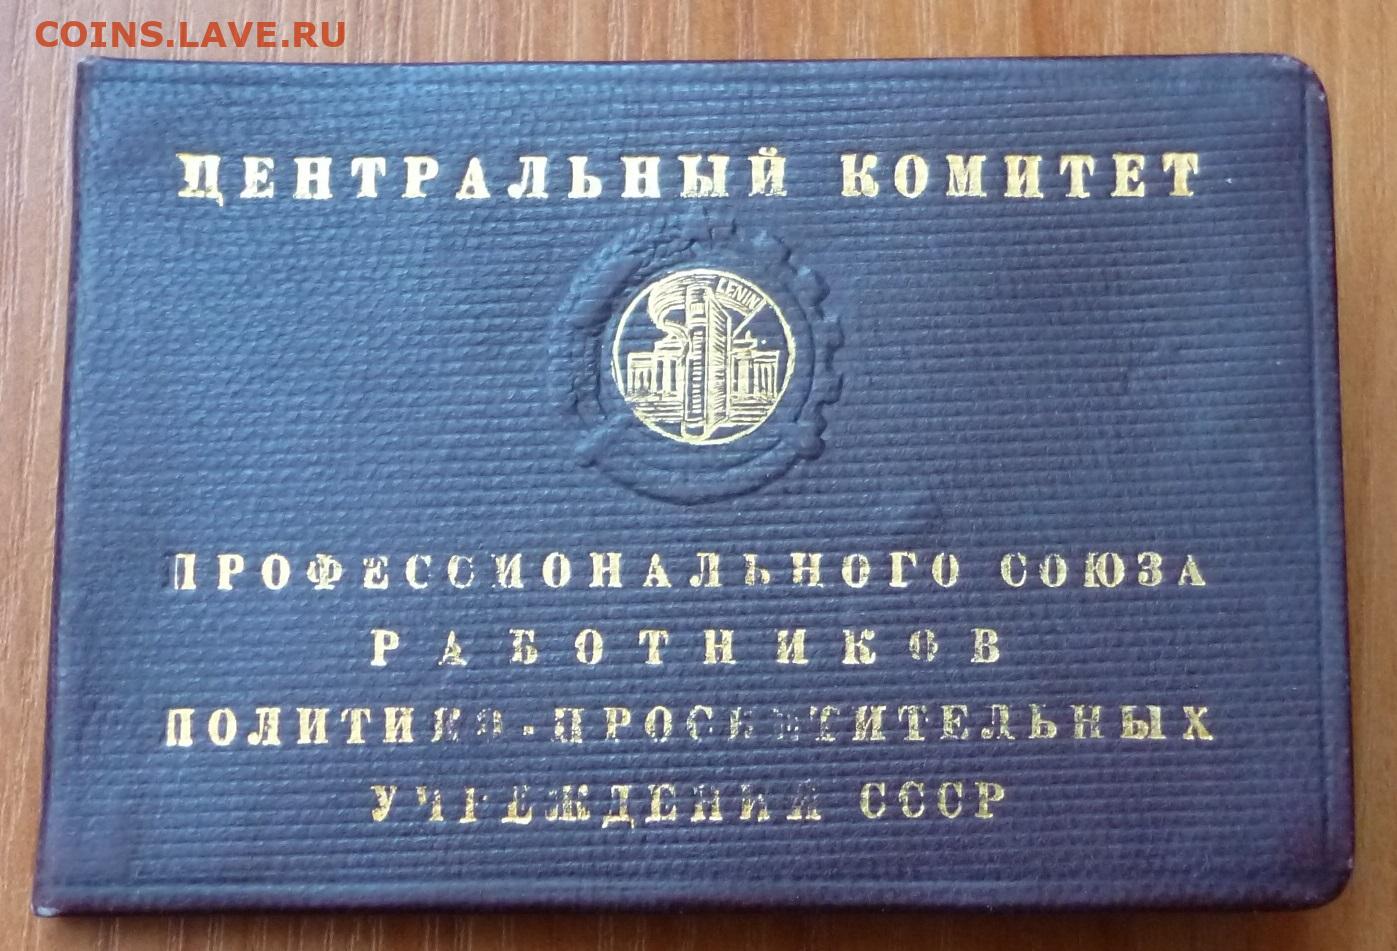 COINS.LAVE.RU
ЦЕНТРАЛЬНЫЙ КОМИТЕТ
LENIN
ПРОФЕССИОНАЛЬНОГО СОЮЗА
РАБОТНИКОВ
ПОЛИТИКО-ПРОСВЕТИТЕЛЬНЫХ
УЧРЕЖДЕНИЙ СССР